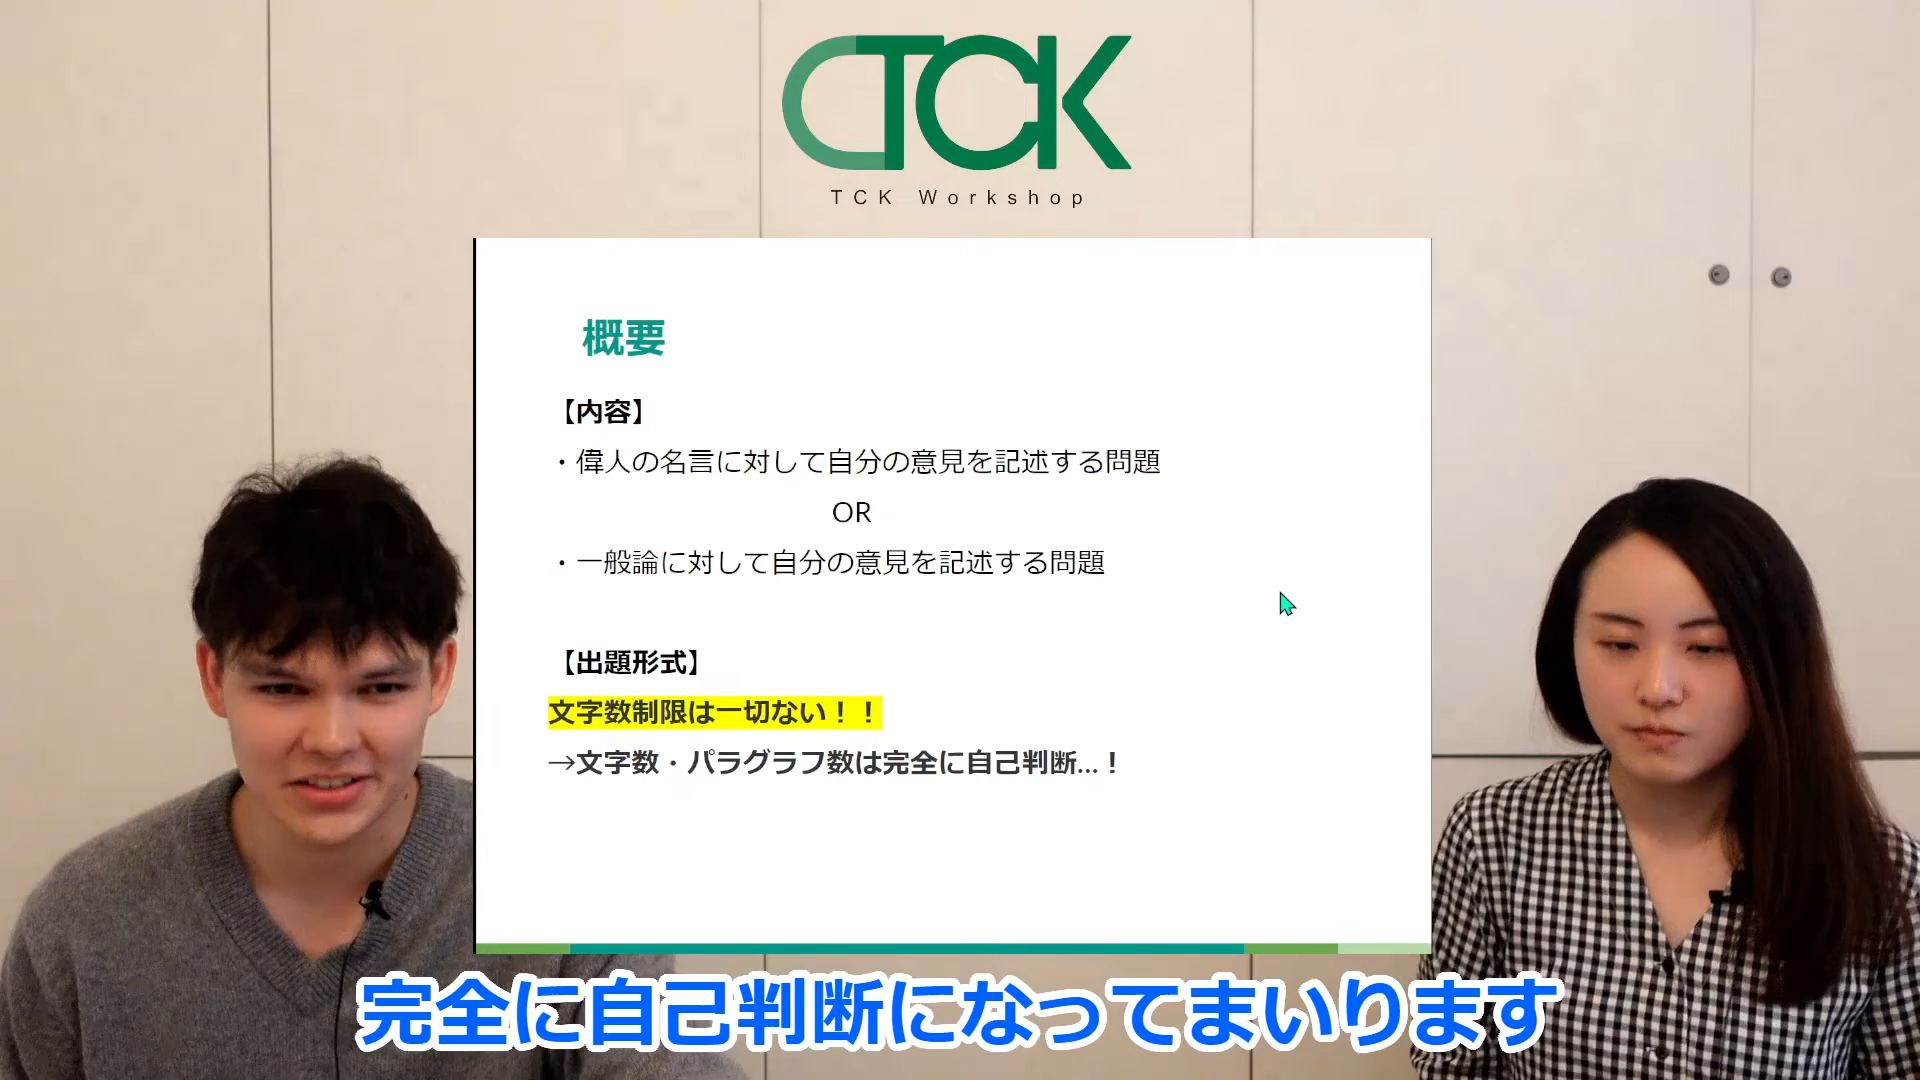 TCK
TCK Workshop
概要
【内容】
・偉人の名言に対して自分の意見を記述する問題
OR
・一般論に対して自分の意見を記述する問題
【出題形式】
文字数制限は一切ない！！
→文字数・パラグラフ数は完全に自己判断...！
完全に自己判断になってまいります